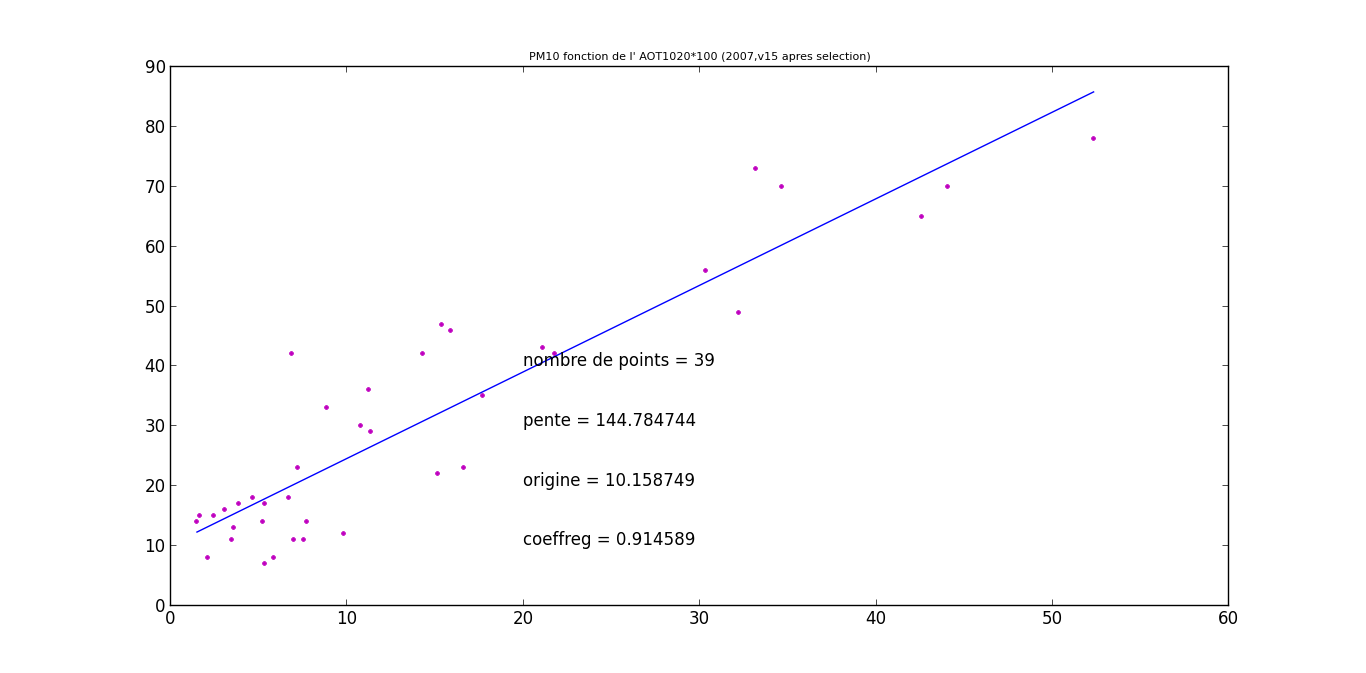 PM10 fonction de l' AOT1020*100 (2007,v15 apres selection)
90
80
70
60
50
40
30
20
10
0
nombre de points = 39
pente = 144.784744
origine = 10.158749
coeffreg = 0.914589
0 10 20 30 40 50 60